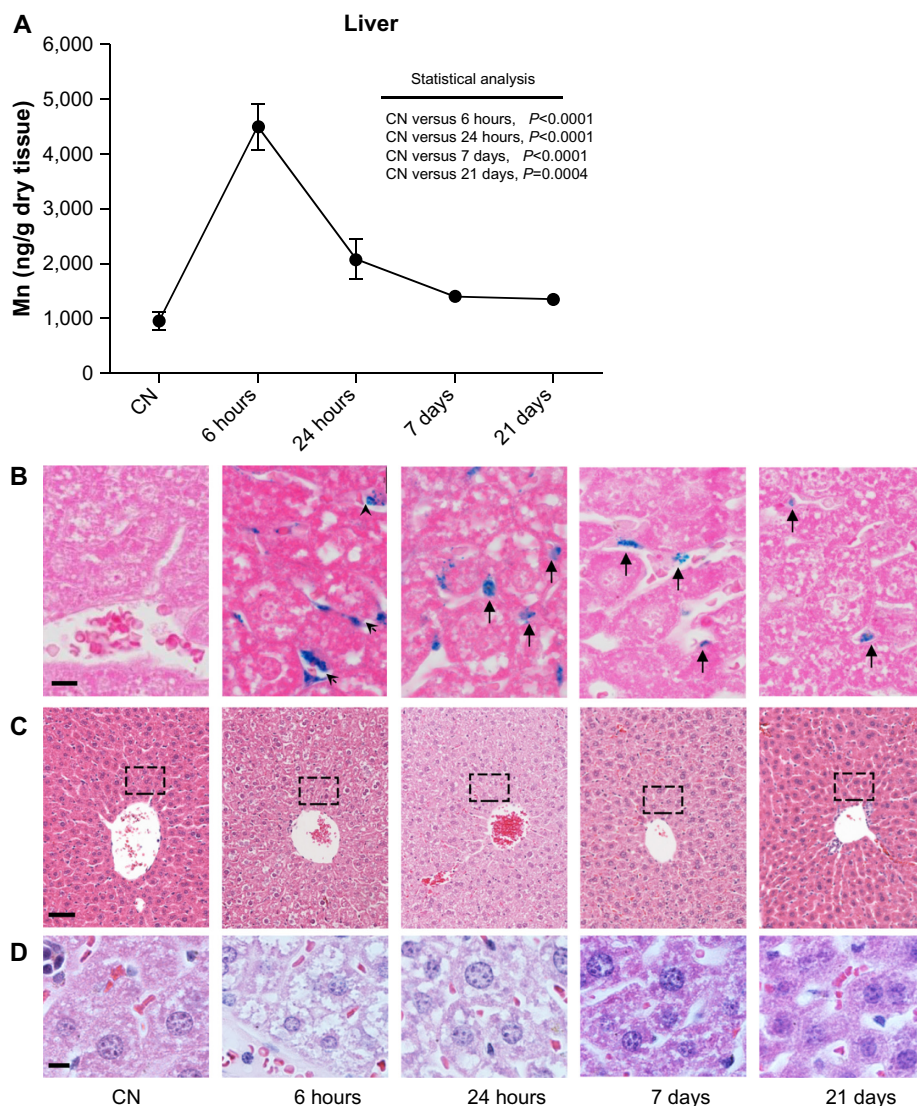 A
Liver
6,000
5,000
4,000
3,000
2,000
1,000
0
Mn (ng/g dry tissue)
Statistical analysis
CN versus 6 hours, P<0.0001
CN versus 24 hours, P<0.0001
CN versus 7 days, P<0.0001
CN versus 21 days, P=0.0004
CN
6 hours
24 hours
7 days
21 days
B
C
D
CN
6 hours
24 hours
7 days
21 days